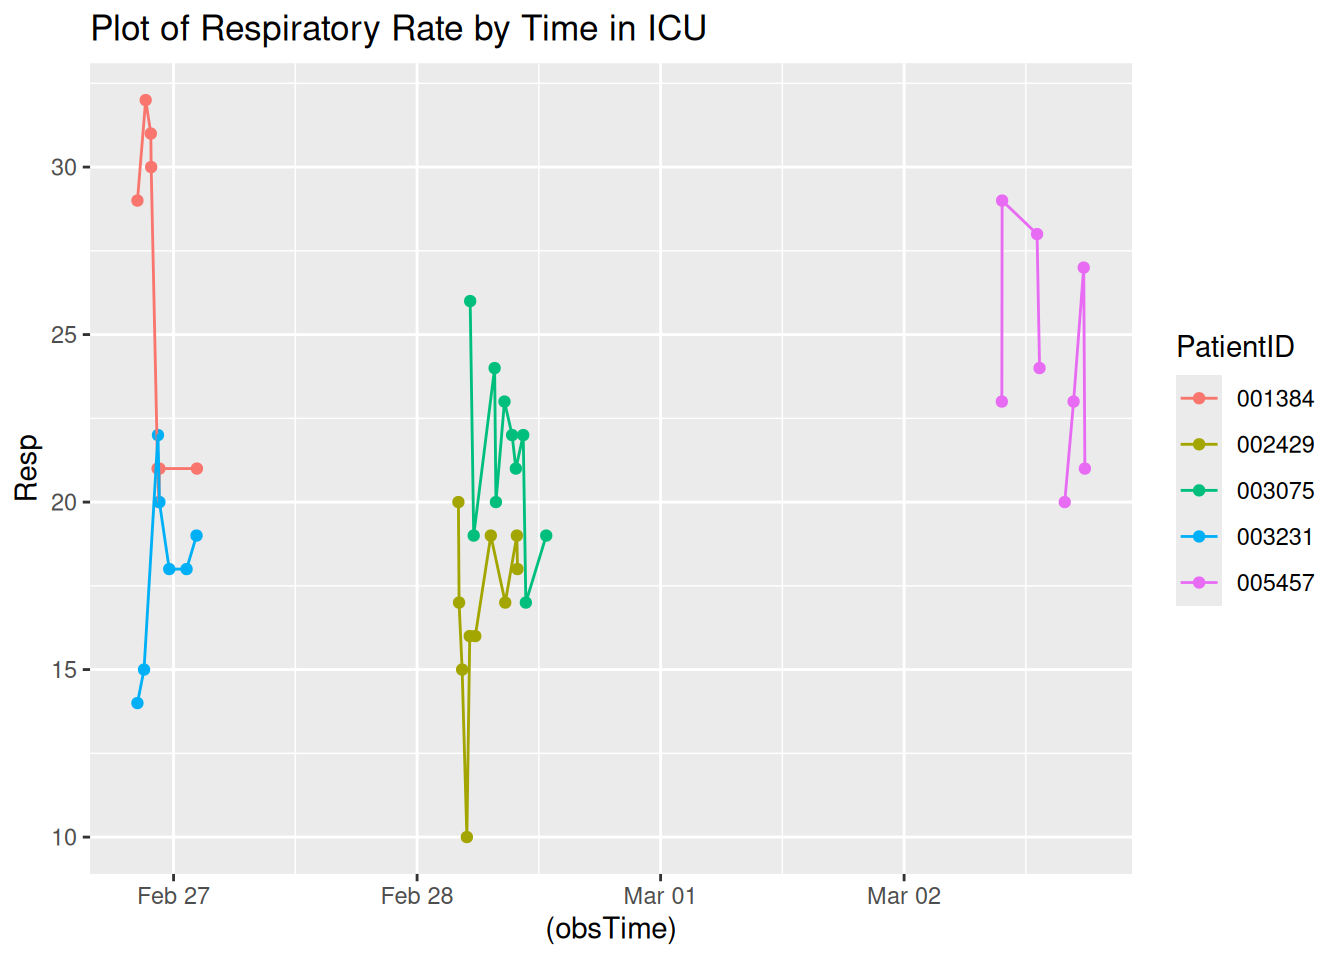 Plot of Respiratory Rate by Time in ICU
Resp
30
25
20
15
10
Feb 27
Feb 28
Mar 01
Mar 02
(obsTime)
PatientID
001384
002429
003075
003231
005457